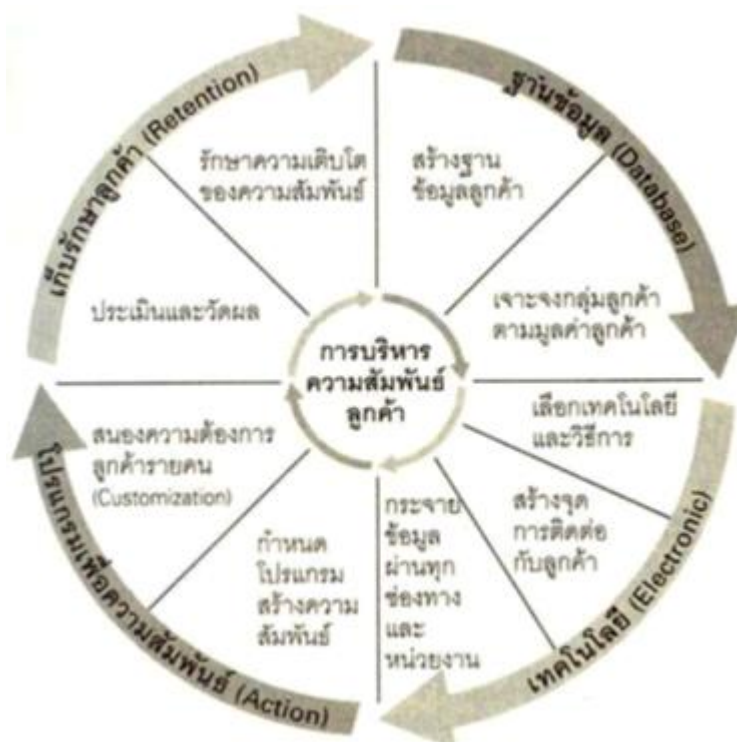 ฐานข้อมูล (Database)
สร้างฐาน
ข้อมูลลูกค้า
เจาะจงกลุ่มลูกค้า
ตามมูลค่าลูกค้า
เทคโนโลยี (Electronic)
เลือกเทคโนโลยี
และวิธีการ
สร้างจุด
การติดต่อ
กับลูกค้า
กระจาย
ข้อมูล
ผ่านทุก
ช่องทาง
และ
หน่วยงาน
โปรแกรมเพื่อความสัมพันธ์ (Action)
กำหนด
โปรแกรม
สร้างความ
สัมพันธ์
สนองความต้องการ
ลูกค้ารายคน
(Customization)
เก็บรักษาลูกค้า (Retention)
ประเมินและวัดผล
รักษาความเติบโต
ของความสัมพันธ์
การบริหาร
ความสัมพันธ์
ลูกค้า